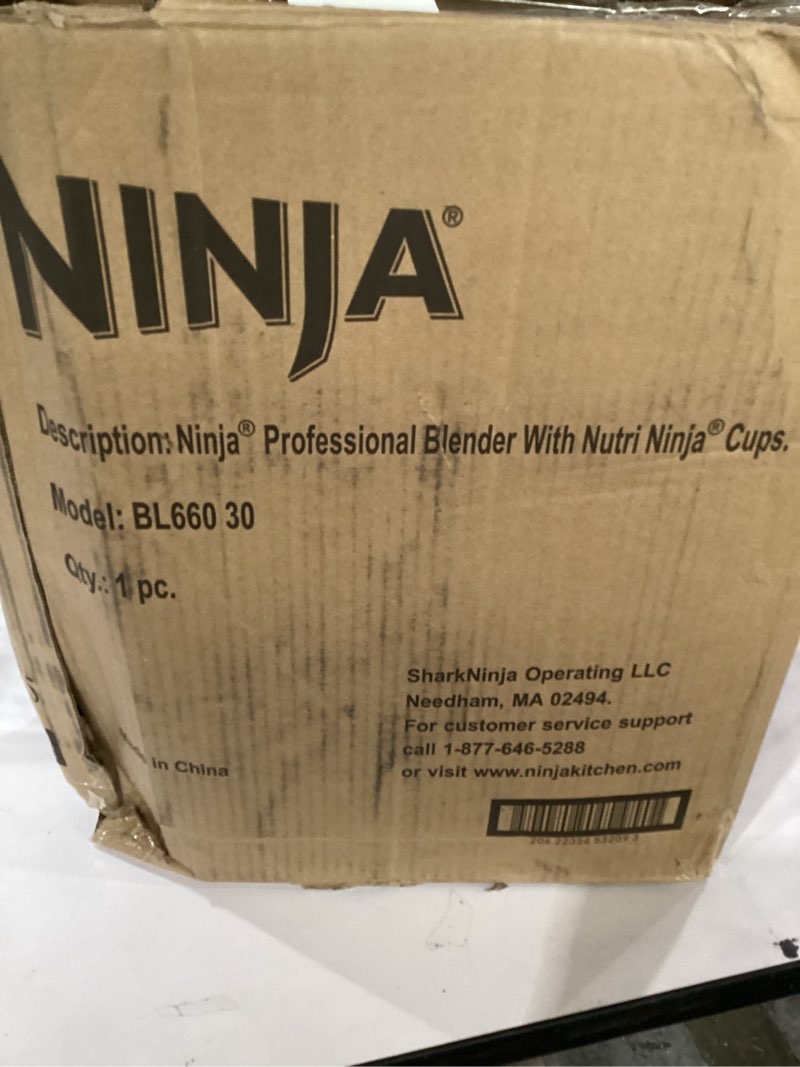 NINJA®
Description: Ninja® Professional Blender With Nutri Ninja® Cups.
Model: BL660 30
Qty.: 1 pc.
SharkNinja Operating LLC
Needham, MA 02494.
For customer service support
call 1-877-646-5288
or visit www.ninjakitchen.com
in China